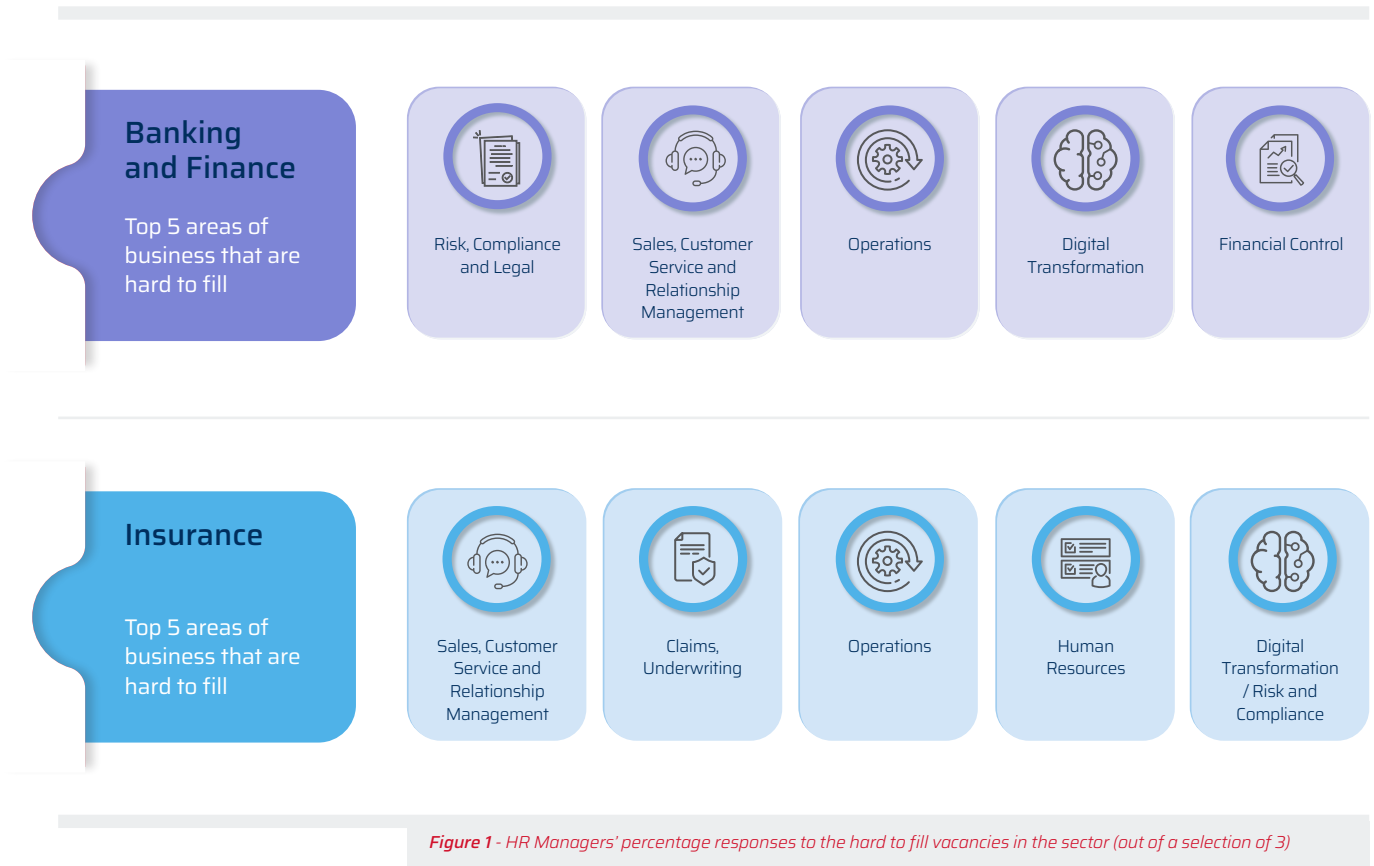 Banking
and Finance
Top 5 areas of
business that are
hard to fill
Risk, Compliance
and Legal
Sales, Customer
Service and
Relationship
Management
Operations
Digital
Transformation
Financial Control
Insurance
Top 5 areas of
business that are
hard to fill
Sales, Customer
Service and
Relationship
Management
Claims,
Underwriting
Operations
Human
Resources
Digital
Transformation
/ Risk and
Compliance
Figure 1 - HR Managers' percentage responses to the hard to fill vacancies in the sector (out of a selection of 3)